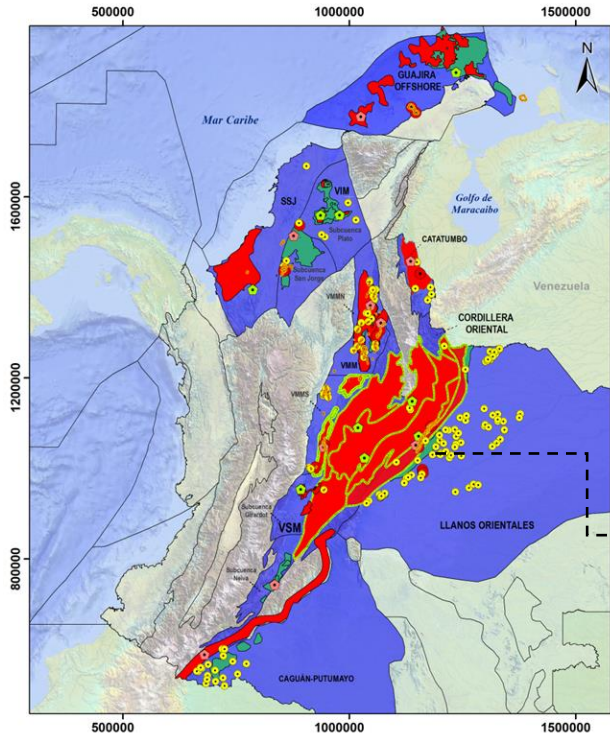 500000
1000000
1500000
N
GUAJIRA
OFFSHORE
Mar Caribe
1600000
SSJ
VIM
Golfo de
Maracaibo
Subcuenca
Plato
CATATUMBO
Subcuenca
San Jorge
Venezuela
VMMN
CORDILLERA
ORIENTAL
VMM
1200000
VMMS
Subcuenca
Girardot
VSM
LLANOS ORIENTALES
800000
Subcuenca
Neiva
CAGUÁN-PUTUMAYO
500000
1000000
1500000